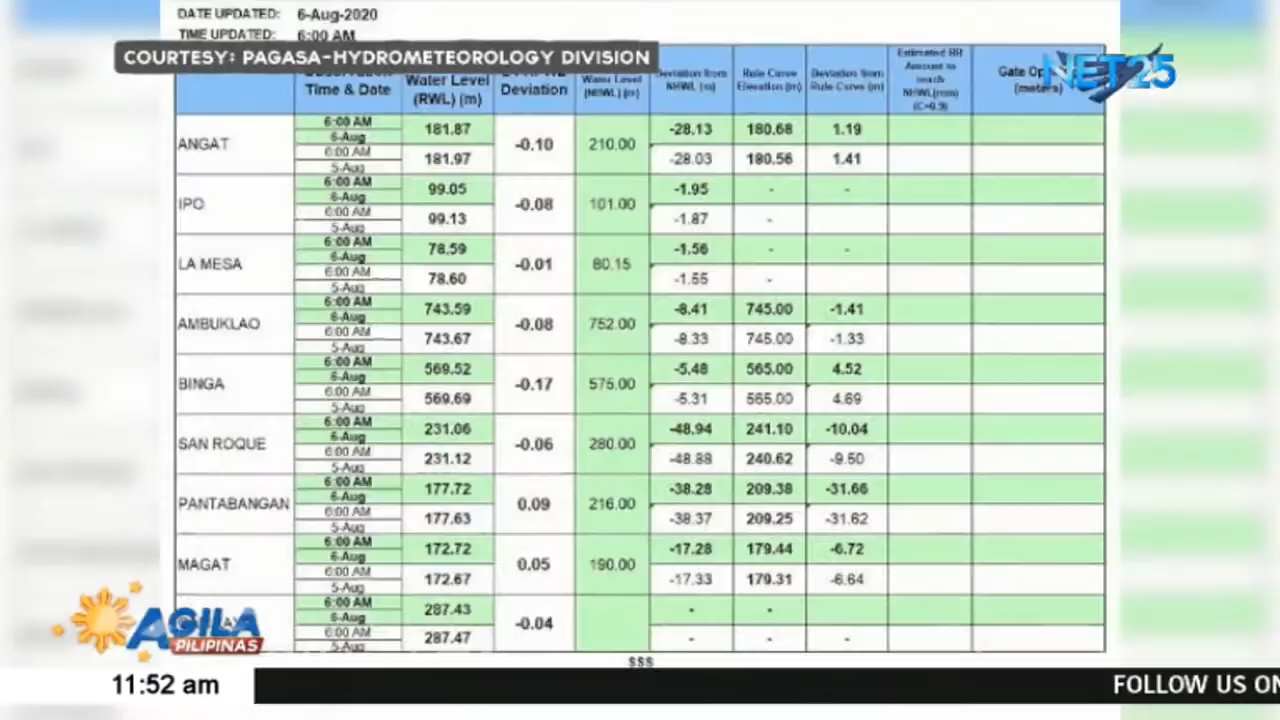 DATE UPDATED: 6-Aug-2020
TIME UPDATED: 6:00 AM
COURTESY: PAGASA-HYDROMETEOROLOGY DIVISION
NET25
Time & Date
Water Level (RWL) (m)
Deviation
Water Level (NHWL) (m)
Deviation from NHWL (m)
Rule Curve Elevation (m)
Deviation from Rule Curve (m)
Estimated RR Amount to reach NHWL(mm) (C=0.9)
Gate Op
(meters)
ANGAT
6:00 AM 6-Aug 181.87 -0.10 210.00 -28.13 180.68 1.19
6:00 AM 5-Aug 181.97 -28.03 180.56 1.41
IPO
6:00 AM 6-Aug 99.05 -0.08 101.00 -1.95 - -
6:00 AM 5-Aug 99.13 -1.87 -
LA MESA
6:00 AM 6-Aug 78.59 -0.01 80.15 -1.56 - -
6:00 AM 5-Aug 78.60 -1.55 -
AMBUKLAO
6:00 AM 6-Aug 743.59 -0.08 752.00 -8.41 745.00 -1.41
6:00 AM 5-Aug 743.67 -8.33 745.00 -1.33
BINGA
6:00 AM 6-Aug 569.52 -0.17 575.00 -5.48 565.00 4.52
6:00 AM 5-Aug 569.69 -5.31 565.00 4.69
SAN ROQUE
6:00 AM 6-Aug 231.06 -0.06 280.00 -48.94 241.10 -10.04
6:00 AM 5-Aug 231.12 -48.88 240.62 -9.50
PANTABANGAN
6:00 AM 6-Aug 177.72 0.09 216.00 -38.28 209.38 -31.66
6:00 AM 5-Aug 177.63 -38.37 209.25 -31.62
MAGAT
6:00 AM 6-Aug 172.72 0.05 190.00 -17.28 179.44 -6.72
6:00 AM 5-Aug 172.67 -17.33 179.31 -6.64
6:00 AM 6-Aug 287.43 -0.04 - -
6:00 AM 5-Aug 287.47 - - -
$$$
AGILA
PILIPINAS
11:52 am
FOLLOW US ON